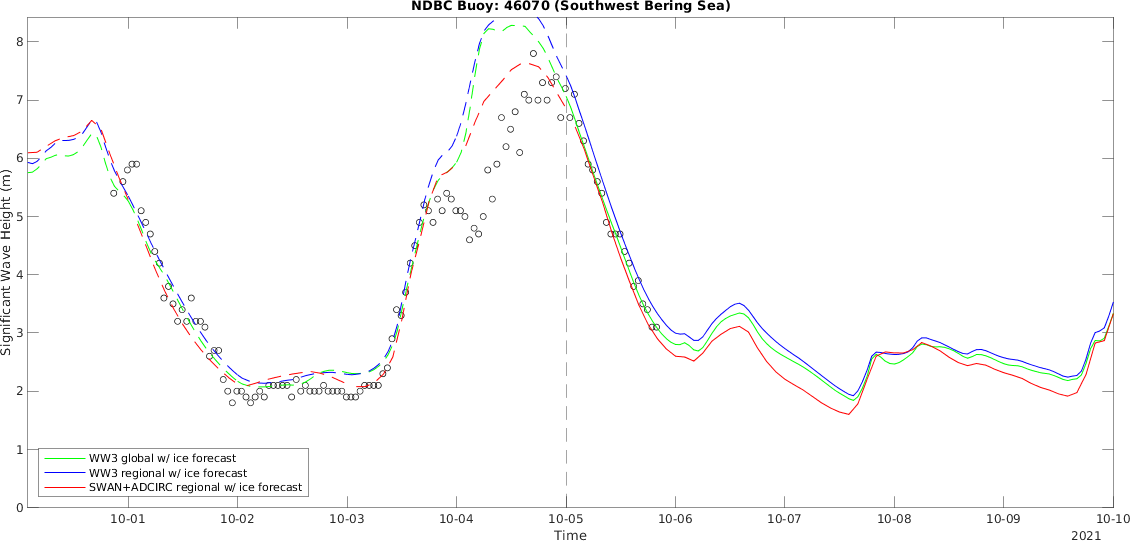 NDBC Buoy: 46070 (Southwest Bering Sea)
8
7
6
5
4
3
2
1
0
Significant Wave Height (m)
WW3 global w/ ice forecast
WW3 regional w/ ice forecast
SWAN+ADCIRC regional w/ ice forecast
10-01 10-02 10-03 10-04 10-05 10-06 10-07 10-08 10-09 10-10
Time
2021